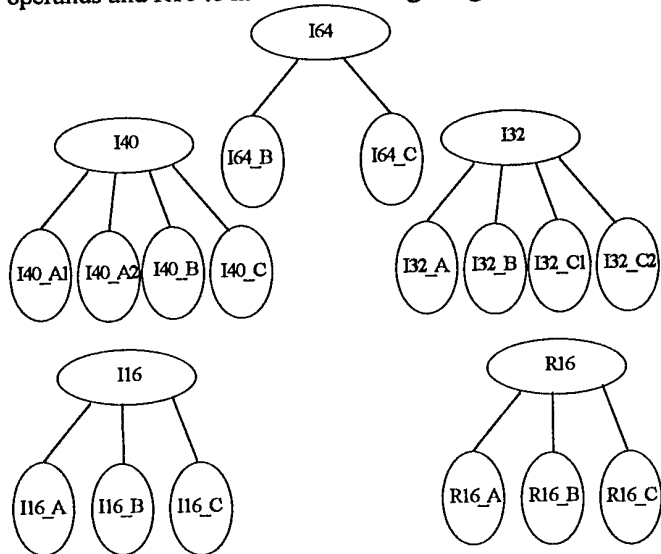 operands and R16 to
I64
I40
I64_B
I64_C
I32
I40_A1 I40_A2 I40_B I40_C
I32_A I32_B I32_C1 I32_C2
I16
R16
I16_A I16_B I16_C
R16_A R16_B R16_C